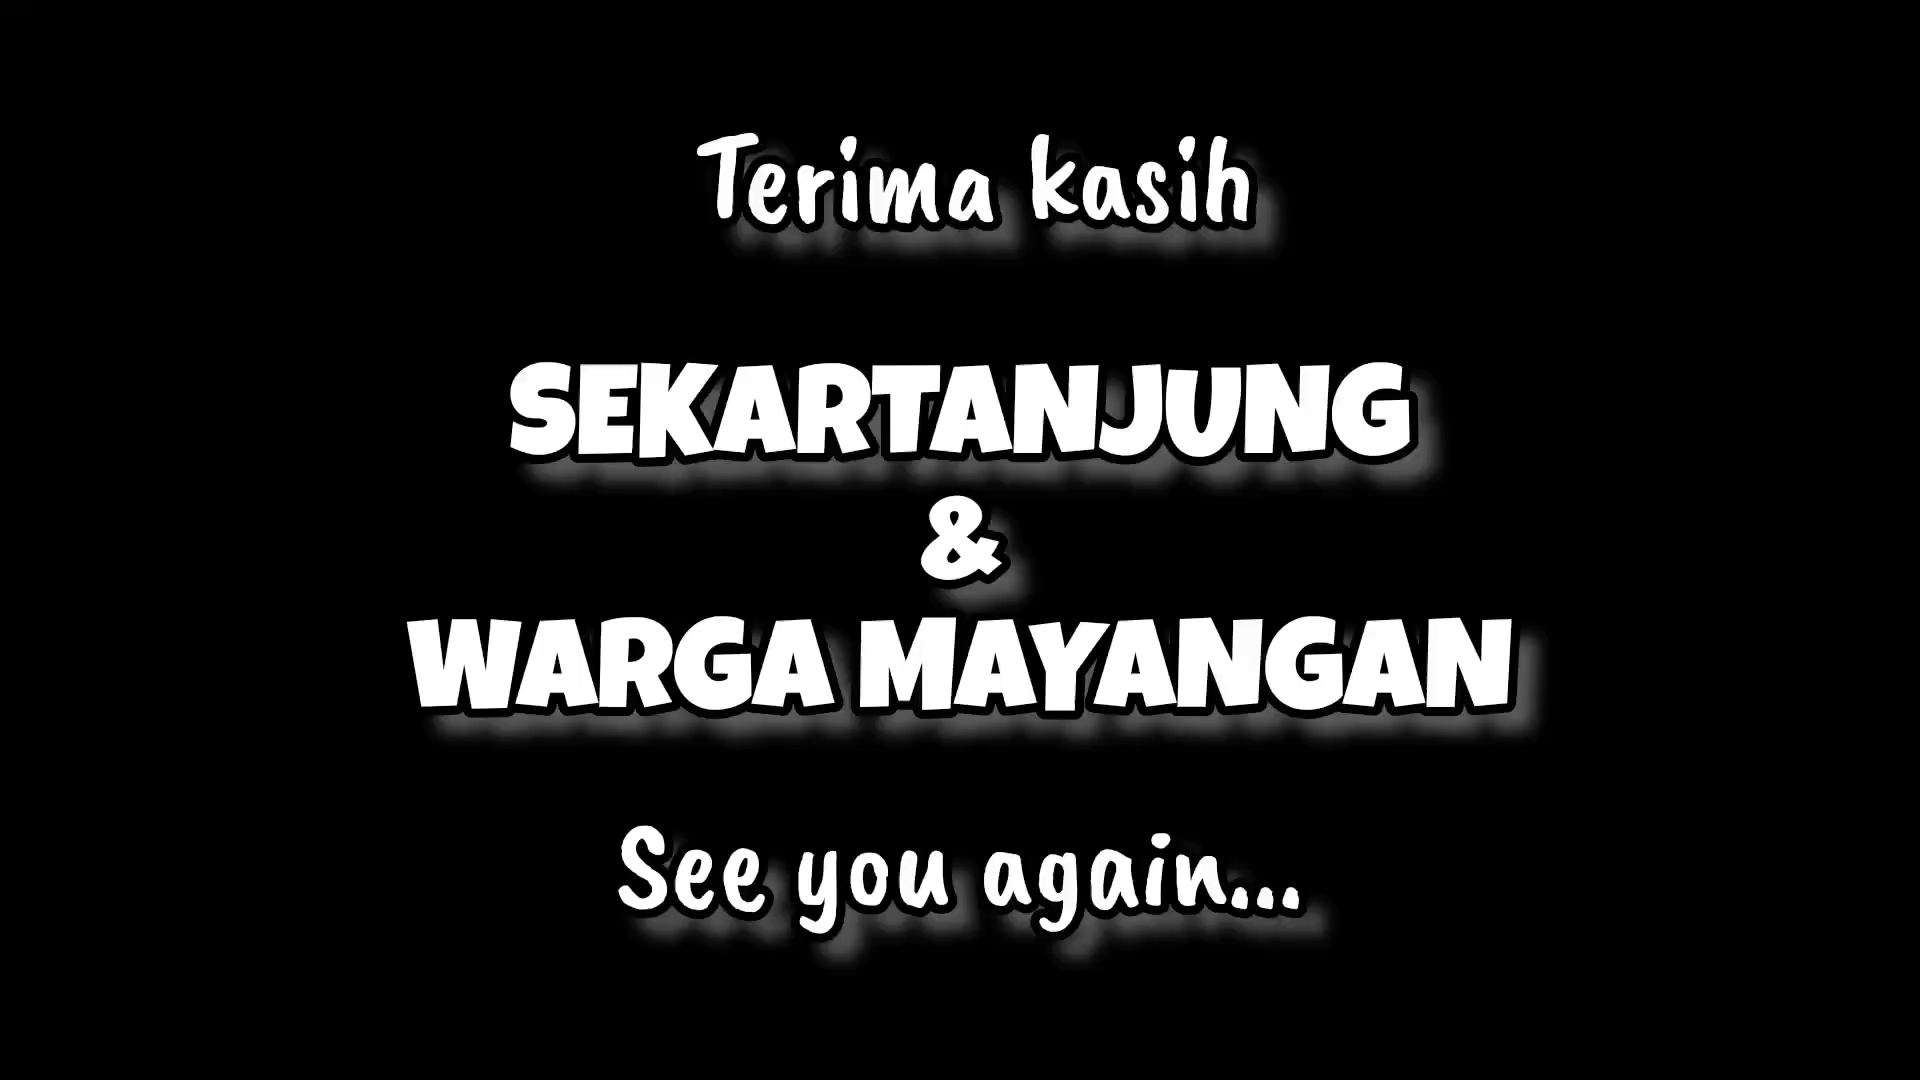 Terima kasih
SEKARTANJUNG
&
WARGA MAYANGAN
See you again...